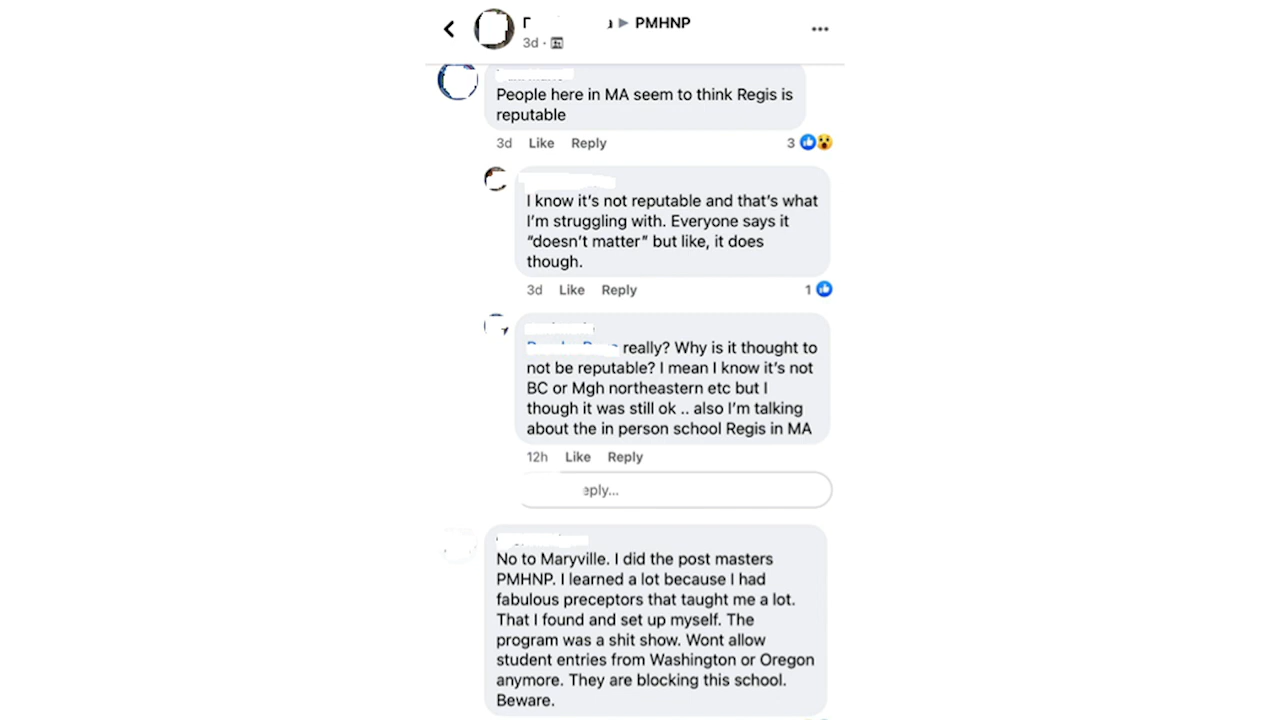 PMHNP
3d ·
People here in MA seem to think Regis is
reputable
3d Like Reply 3
I know it's not reputable and that's what
I'm struggling with. Everyone says it
"doesn't matter" but like, it does
though.
3d Like Reply 1
really? Why is it thought to
not be reputable? I mean I know it's not
BC or Mgh northeastern etc but I
though it was still ok .. also I'm talking
about the in person school Regis in MA
12h Like Reply
eply...
No to Maryville. I did the post masters
PMHNP. I learned a lot because I had
fabulous preceptors that taught me a lot.
That I found and set up myself. The
program was a shit show. Wont allow
student entries from Washington or Oregon
anymore. They are blocking this school.
Beware.